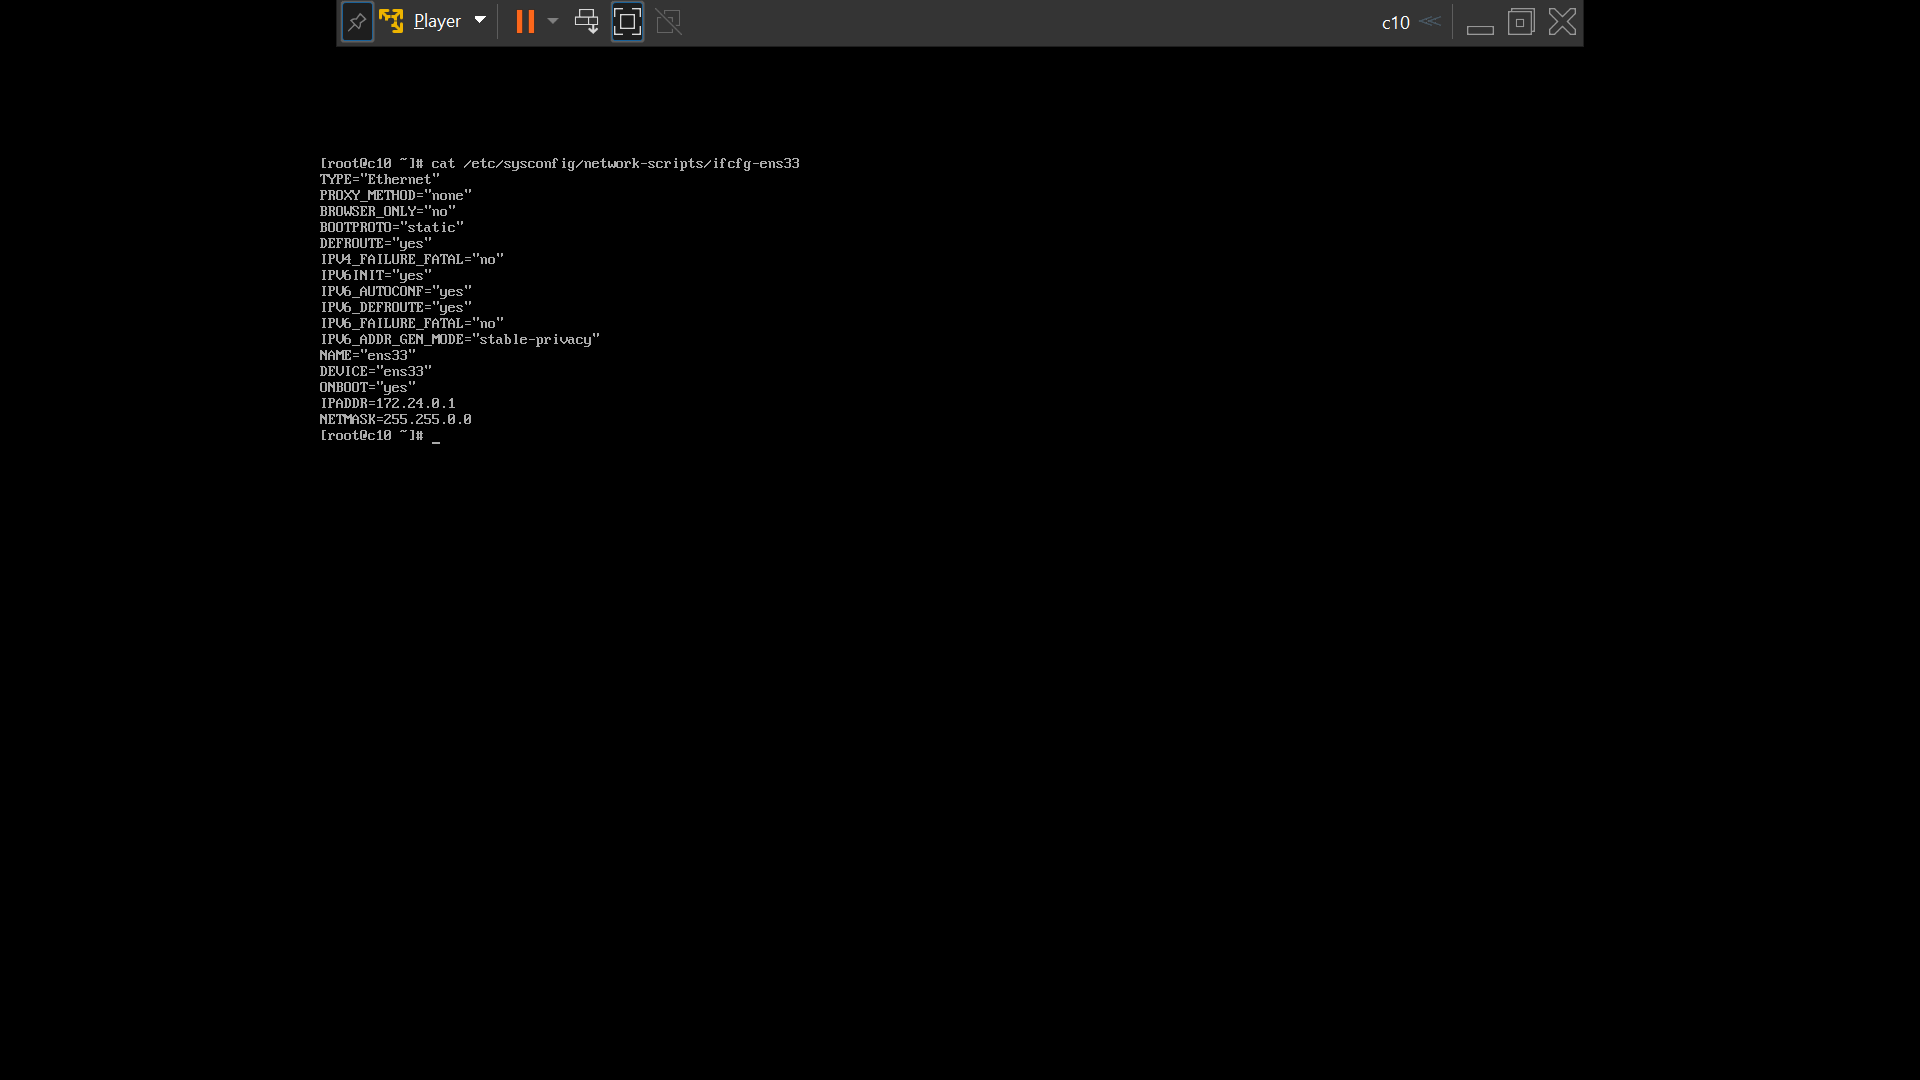 Player
c10
[root@c10 ~]# cat /etc/sysconfig/network-scripts/ifcfg-ens33
TYPE="Ethernet"
PROXY_METHOD="none"
BROWSER_ONLY="no"
BOOTPROTO="static"
DEFROUTE="yes"
IPV4_FAILURE_FATAL="no"
IPV6INIT="yes"
IPV6_AUTOCONF="yes"
IPV6_DEFROUTE="yes"
IPV6_FAILURE_FATAL="no"
IPV6_ADDR_GEN_MODE="stable-privacy"
NAME="ens33"
DEVICE="ens33"
ONBOOT="yes"
IPADDR=172.24.0.1
NETMASK=255.255.0.0
[root@c10 ~]# _